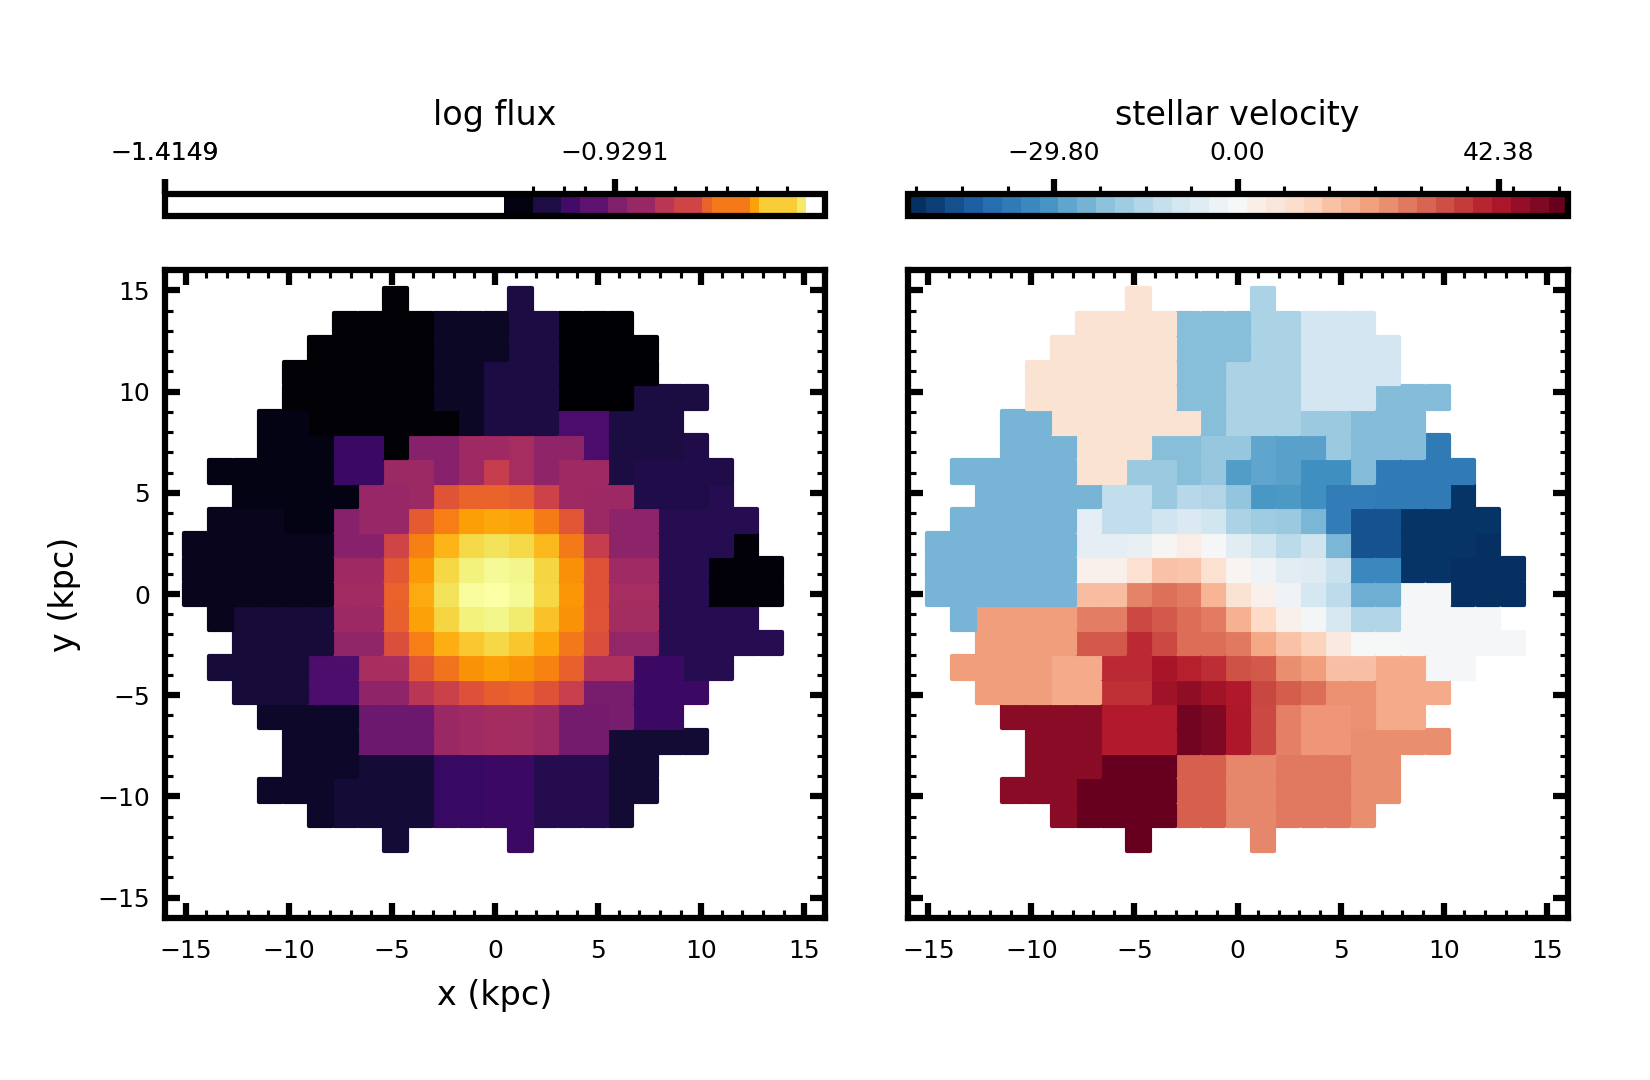 log flux
stellar velocity
−1.4149 −0.9291
−29.80 0.00 42.38
15
10
5
0
−5
−10
−15
y (kpc)
−15 −10 −5 0 5 10 15
−15 −10 −5 0 5 10 15
x (kpc)